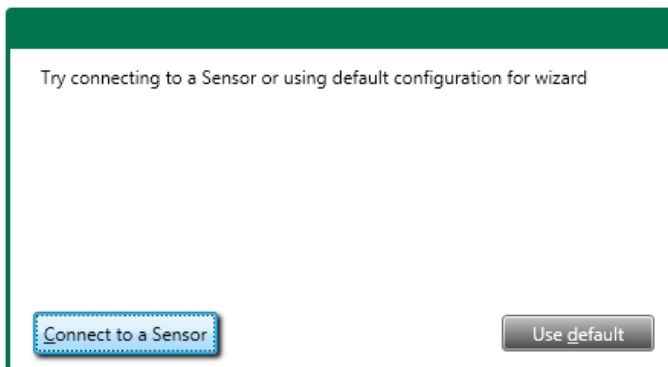 Try connecting to a Sensor or using default configuration for wizard
Connect to a Sensor
Use default